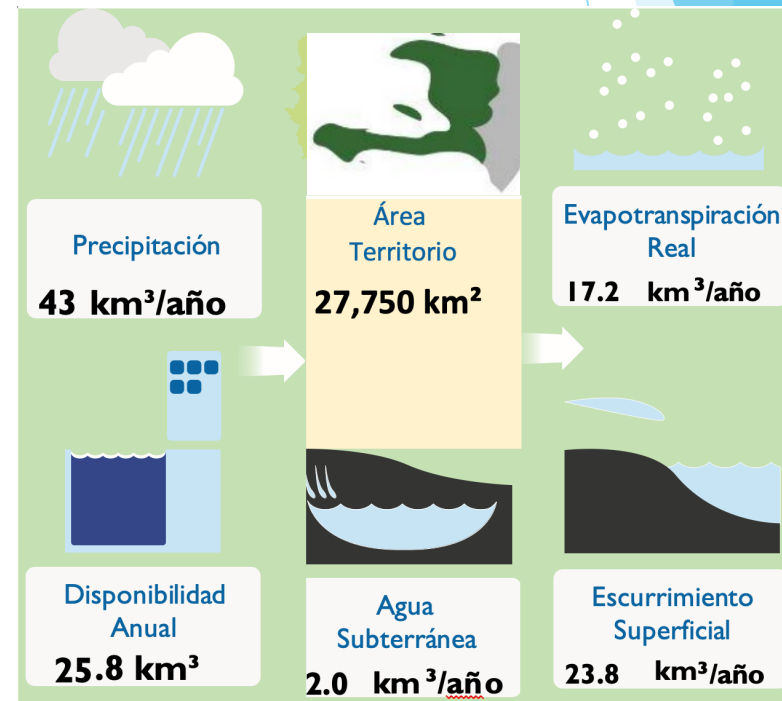 Precipitación
43 km³/año
Área
Territorio
27,750 km²
Evapotranspiración
Real
17.2 km³/año
Disponibilidad
Anual
25.8 km³
Agua
Subterránea
2.0 km³/año
Escurrimiento
Superficial
23.8 km³/año